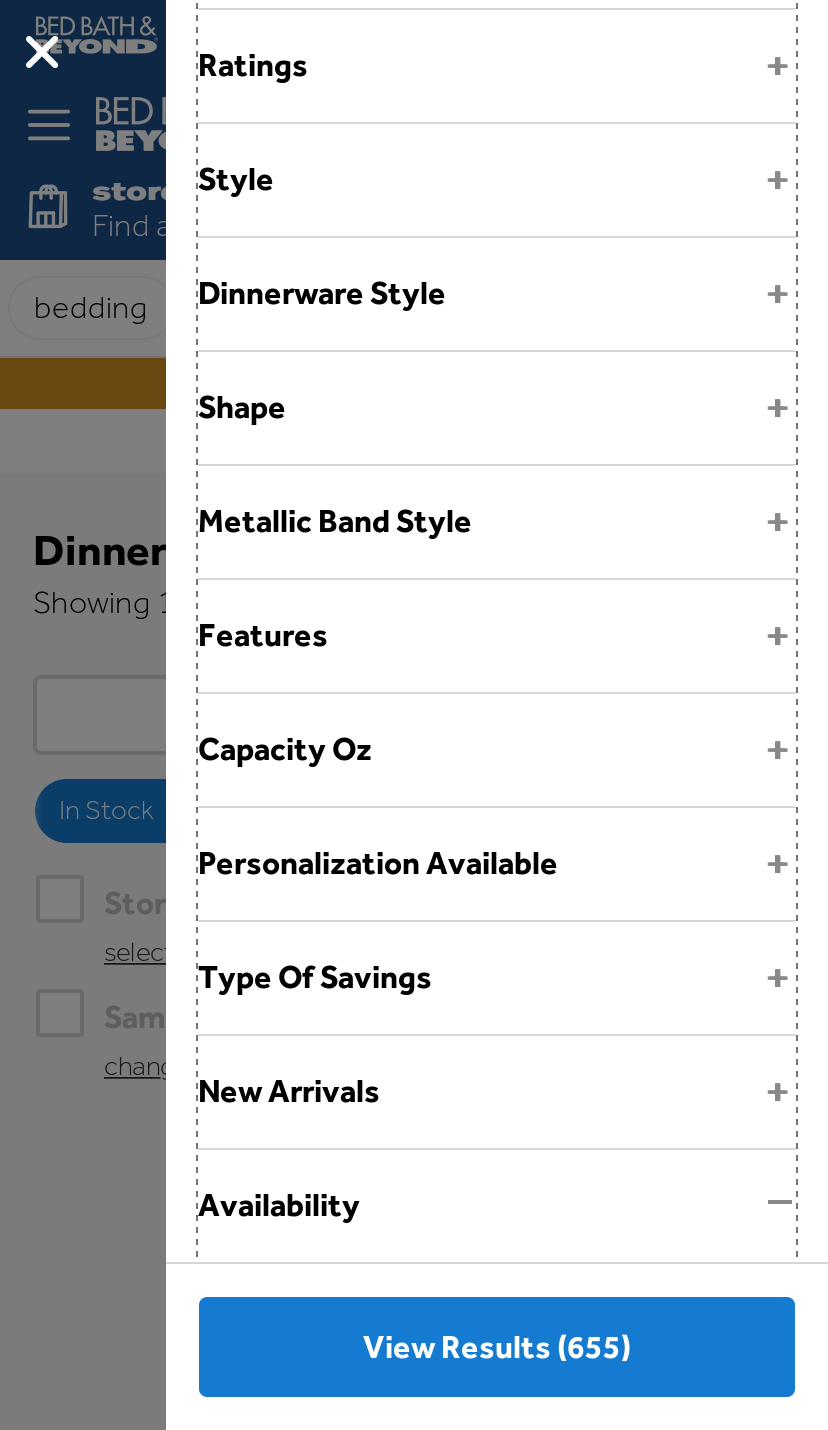 BED BATH &
BEYOND
BED
BEYO
store
Find a
bedding
Dinner
Showing 1
In Stock
Stor
select
Sam
chang
Ratings
Style
Dinnerware Style
Shape
Metallic Band Style
Features
Capacity Oz
Personalization Available
Type Of Savings
New Arrivals
Availability
View Results (655)